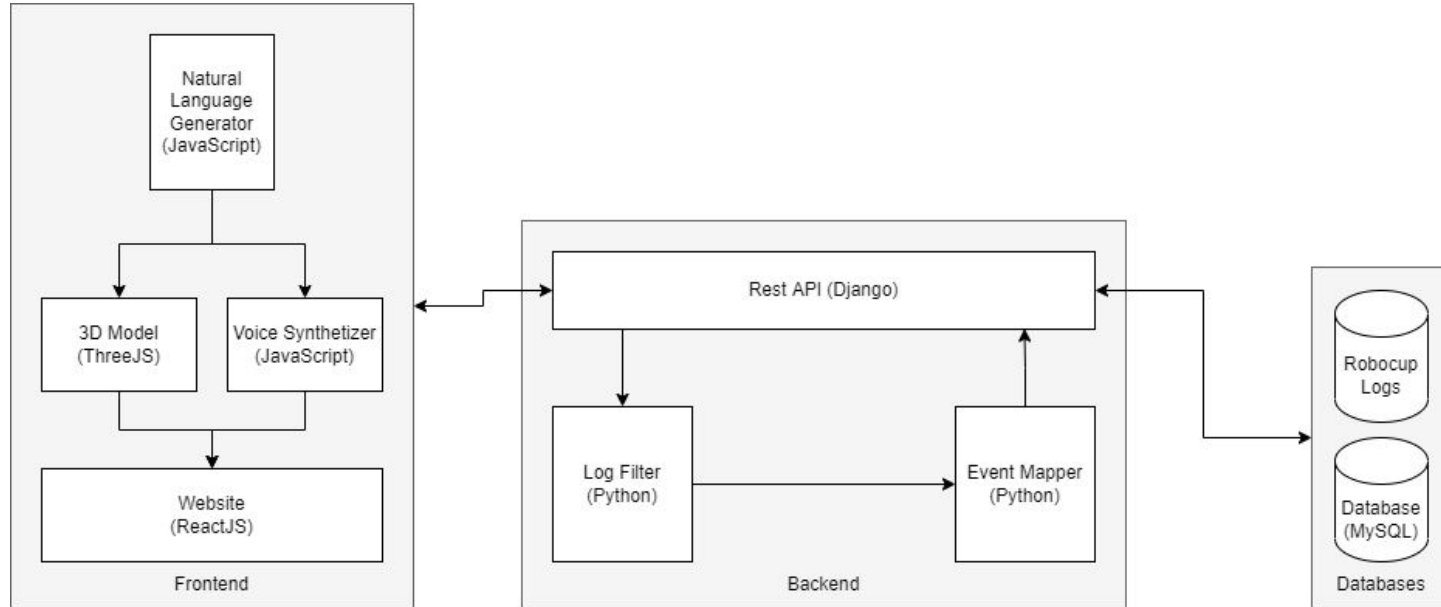 Natural
Language
Generator
(JavaScript)
3D Model
(ThreeJS)
Voice Synthetizer
(JavaScript)
Website
(ReactJS)
Frontend
Rest API (Django)
Log Filter
(Python)
Event Mapper
(Python)
Backend
Robocup
Logs
Database
(MySQL)
Databases